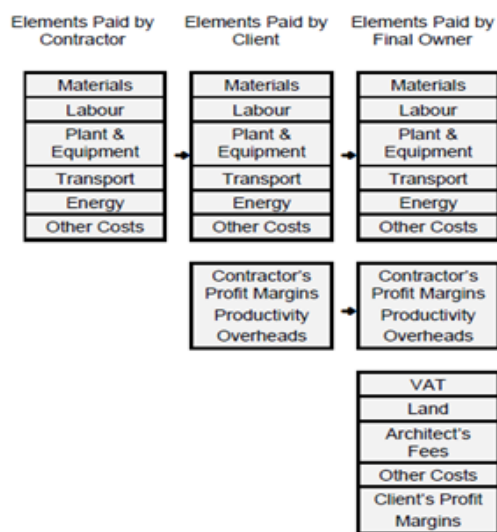 Elements Paid by
Contractor
Elements Paid by
Client
Elements Paid by
Final Owner
Materials
Labour
Plant &
Equipment
Transport
Energy
Other Costs
Materials
Labour
Plant &
Equipment
Transport
Energy
Other Costs
Contractor's
Profit Margins
Productivity
Overheads
Materials
Labour
Plant &
Equipment
Transport
Energy
Other Costs
Contractor's
Profit Margins
Productivity
Overheads
VAT
Land
Architect's
Fees
Other Costs
Client's Profit
Margins